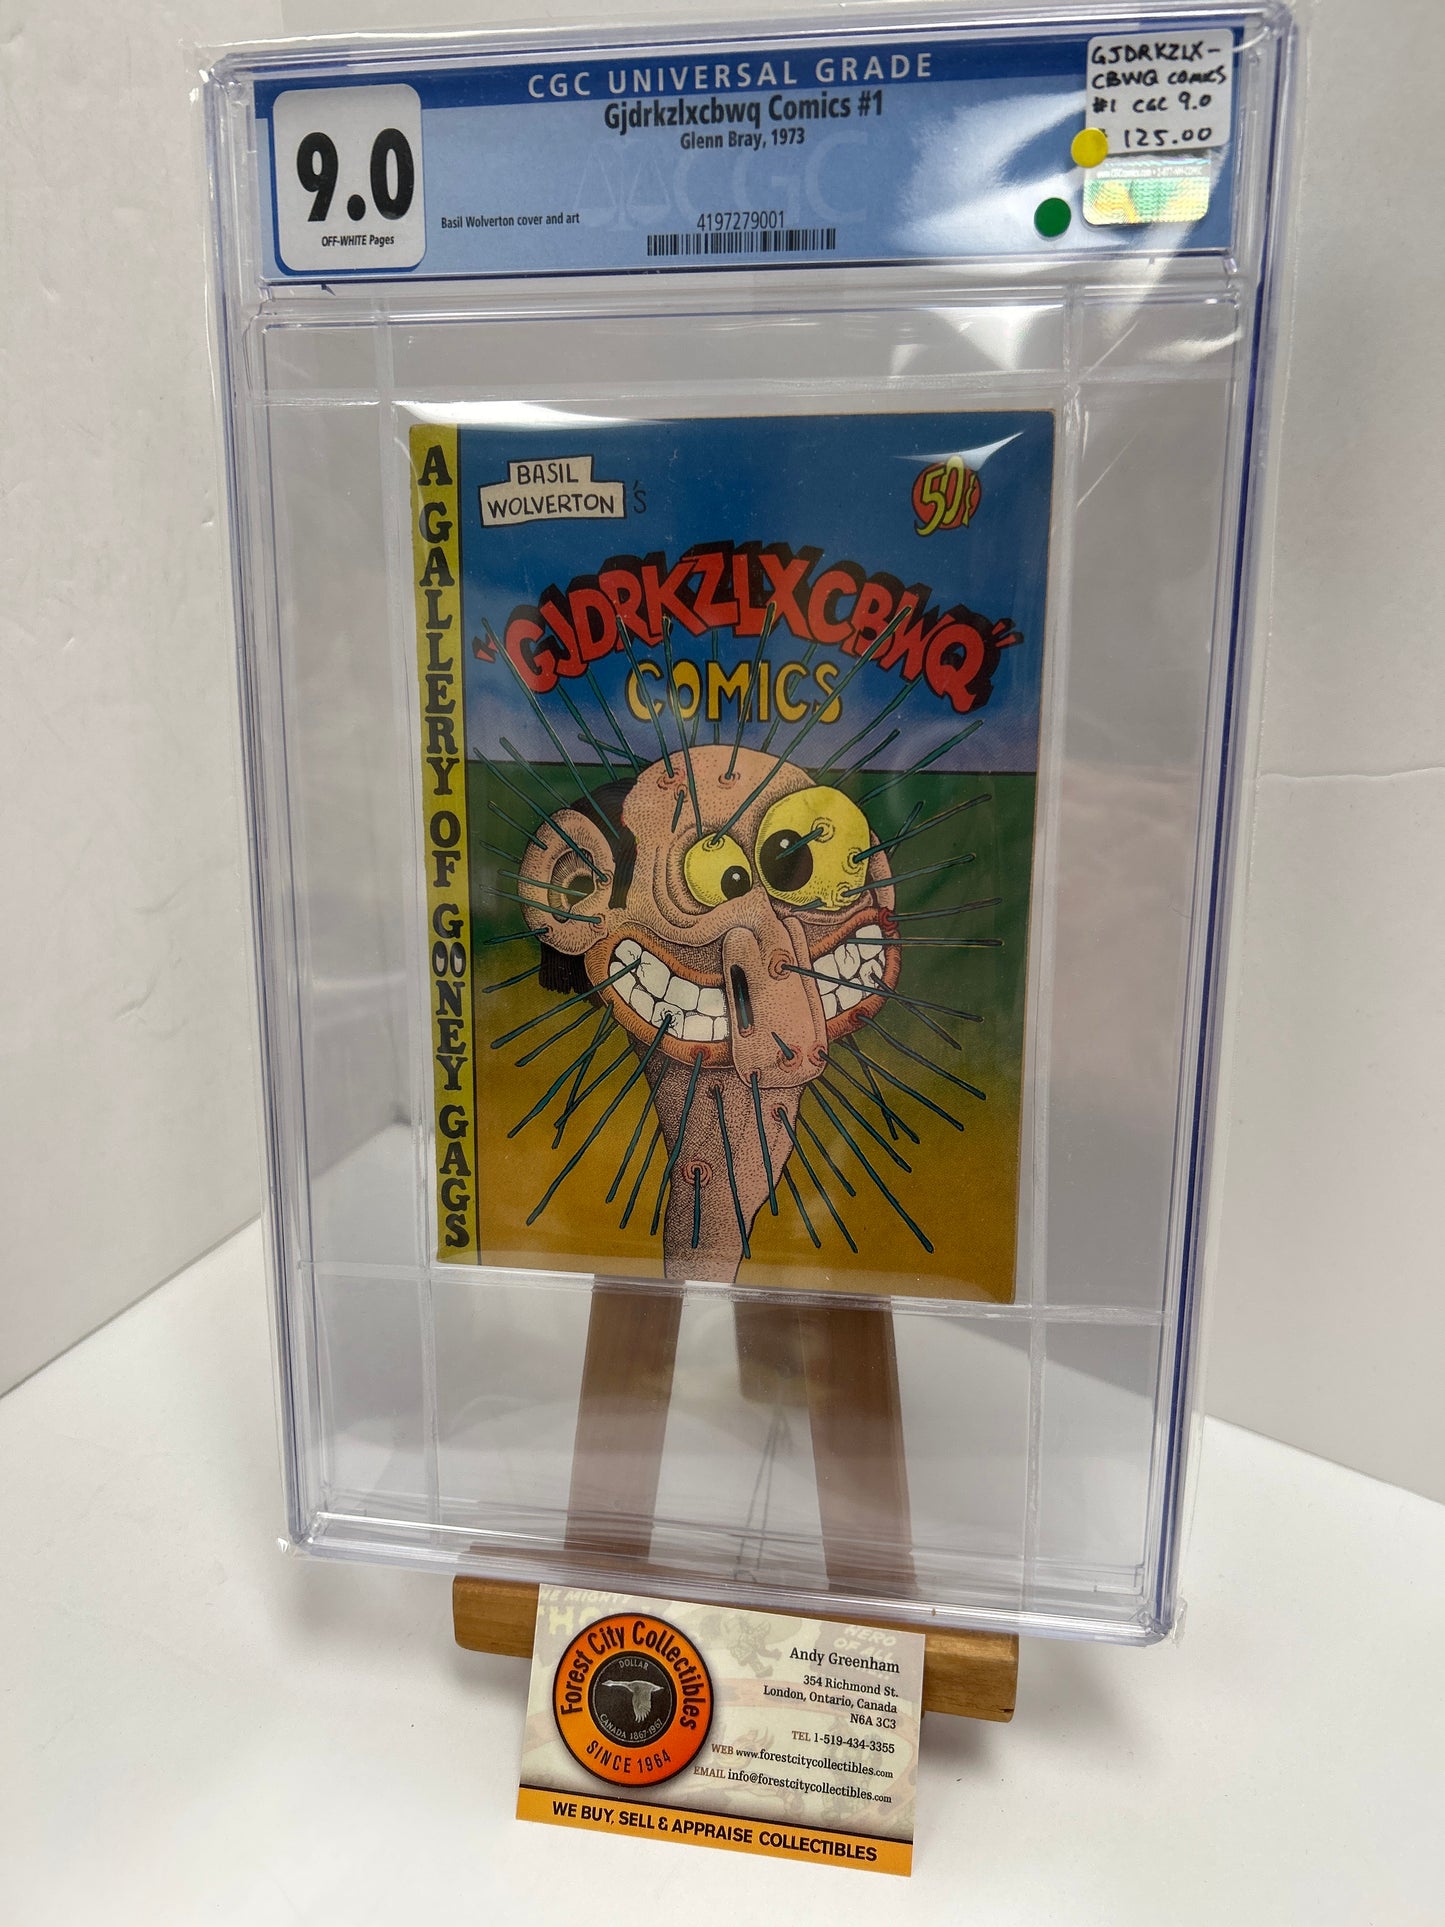 CGC UNIVERSAL GRADE
Gjdrkzlxcbwq Comics #1
Glenn Bray, 1973
9.0
OFF-WHITE Pages
Basil Wolverton cover and art
4197279001
CGC
GJDRKZLX-
CBWQ COMICS
#1 CGC 9.0
125.00
A GALLERY OF GOONEY GAGS
BASIL
WOLVERTON'S
50¢
"GJDRKZLXCBWQ"
COMICS
Forest City Collectibles
DOLLAR
CANADA 1867-1967
SINCE 1964
Andy Greenham
354 Richmond St.
London, Ontario, Canada
N6A 3C3
TEL 1-519-434-3355
WEB www.forestcitycollectibles.com
EMAIL info@forestcitycollectibles.com
WE BUY, SELL & APPRAISE COLLECTIBLES